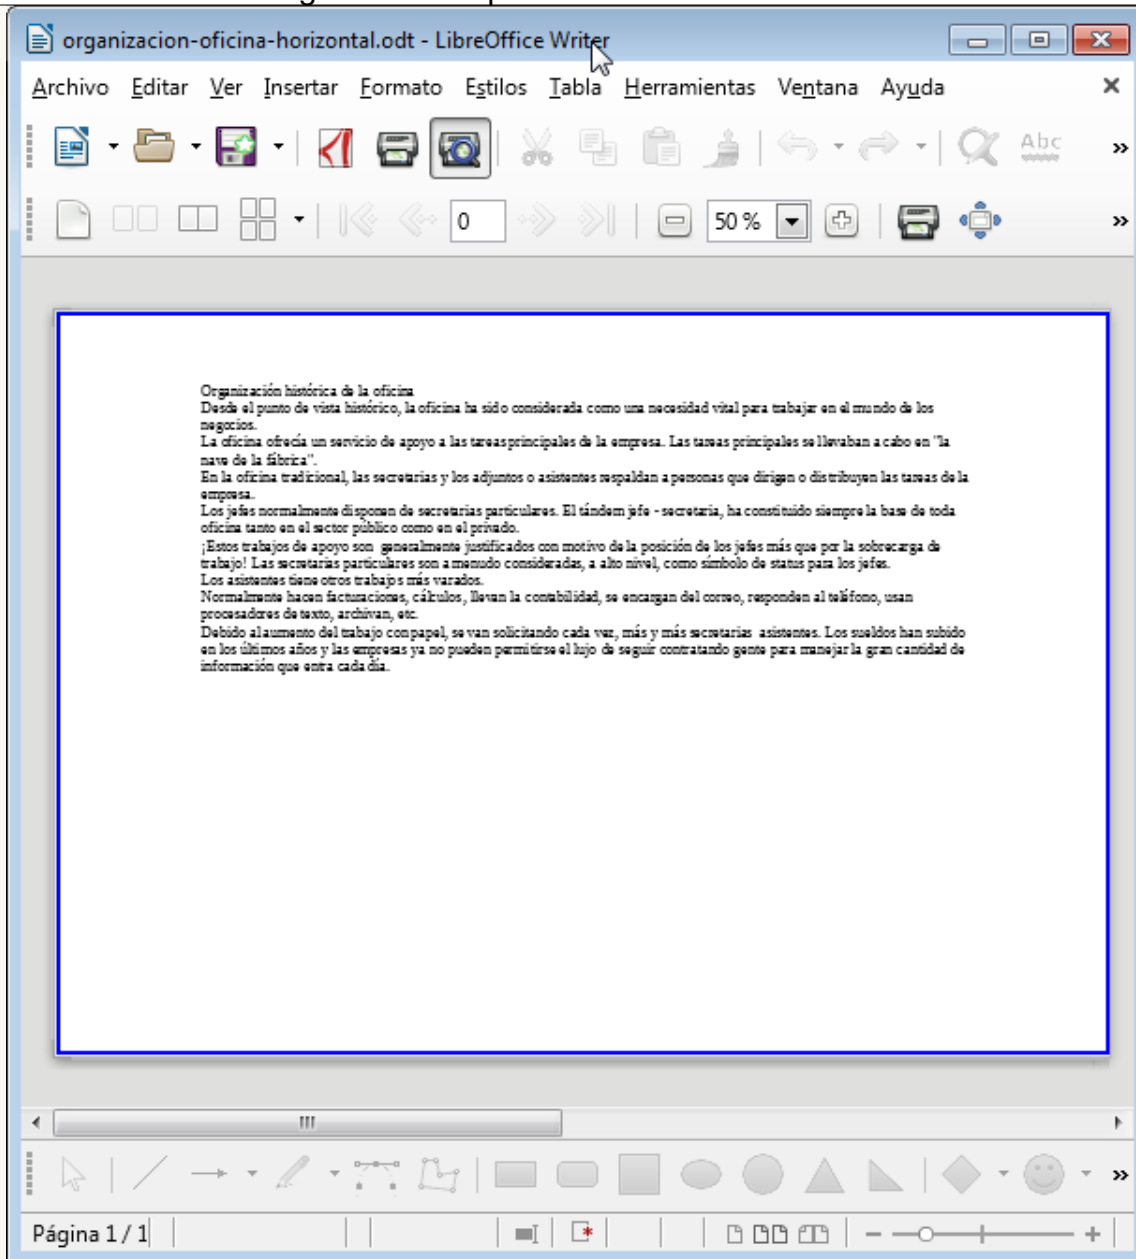 organizacion-oficina-horizontal.odt - LibreOffice Writer
Archivo Editar Ver Insertar Formato Estilos Tabla Herramientas Ventana Ayuda
Abc
0
50 %
Organización histórica de la oficina
Desde el punto de vista histórico, la oficina ha sido considerada como una necesidad vital para trabajar en el mundo de los
negocios.
La oficina ofrecía un servicio de apoyo a las tareas principales de la empresa. Las tareas principales se llevaban a cabo en "la
nave de la fábrica".
En la oficina tradicional, las secretarias y los adjuntos o asistentes respaldan a personas que dirigen o distribuyen las tareas de la
empresa.
Los jefes normalmente disponen de secretarias particulares. El tándem jefe - secretaria, ha constituido siempre la base de toda
oficina tanto en el sector público como en el privado.
¡Estos trabajos de apoyo son generalmente justificados con motivo de la posición de los jefes más que por la sobrecarga de
trabajo! Las secretarias particulares son a menudo consideradas, a alto nivel, como símbolo de status para los jefes.
Los asistentes tiene otros trabajos más varados.
Normalmente hacen facturaciones, cálculos, llevan la contabilidad, se encargan del correo, responden al teléfono, usan
procesadores de texto, archivan, etc.
Debido al aumento del trabajo con papel, se van solicitando cada vez, más y más secretarias asistentes. Los sueldos han subido
en los últimos años y las empresas ya no pueden permitirse el lujo de seguir contratando gente para manejar la gran cantidad de
información que entra cada día.
Página 1 / 1